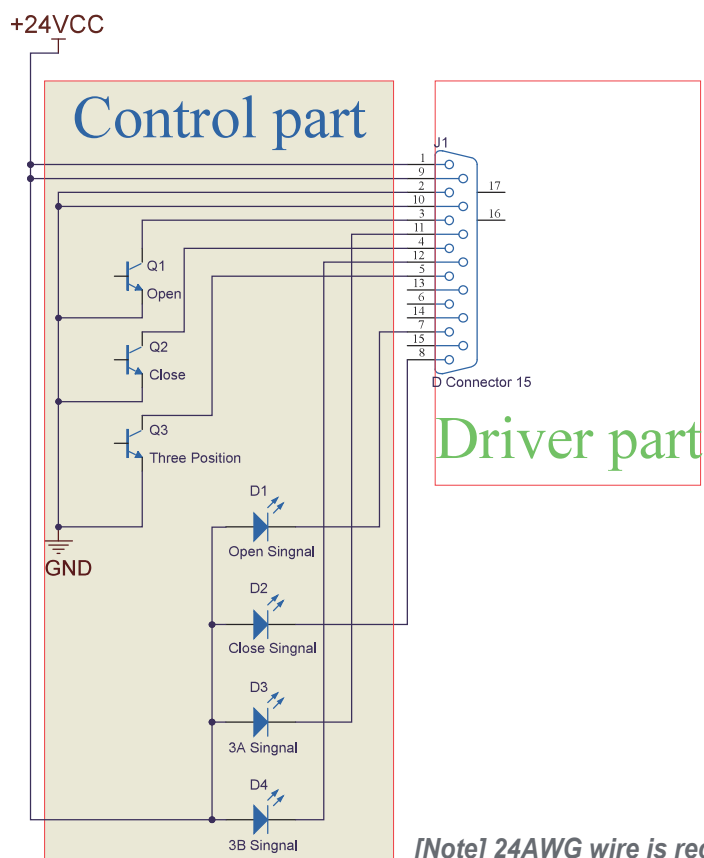 +24VCC
Control part
J1
1
9
2
10
3
11
4
12
5
13
6
14
7
15
8
17
16
D Connector 15
Driver part
Q1
Open
Q2
Close
Q3
Three Position
GND
D1
Open Singnal
D2
Close Singnal
D3
3A Singnal
D4
3B Singnal
[Note] 24AWG wire is